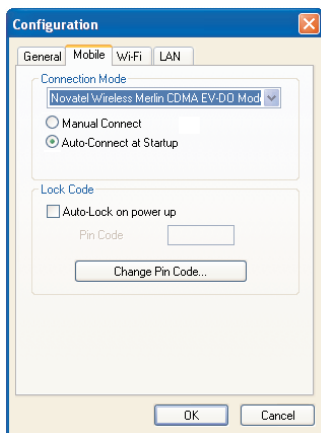 Configuration
General Mobile Wi-Fi LAN
Connection Mode
Novatel Wireless Merlin CDMA EV-DO Mod
Manual Connect
Auto-Connect at Startup
Lock Code
Auto-Lock on power up
Pin Code
Change Pin Code...
OK Cancel